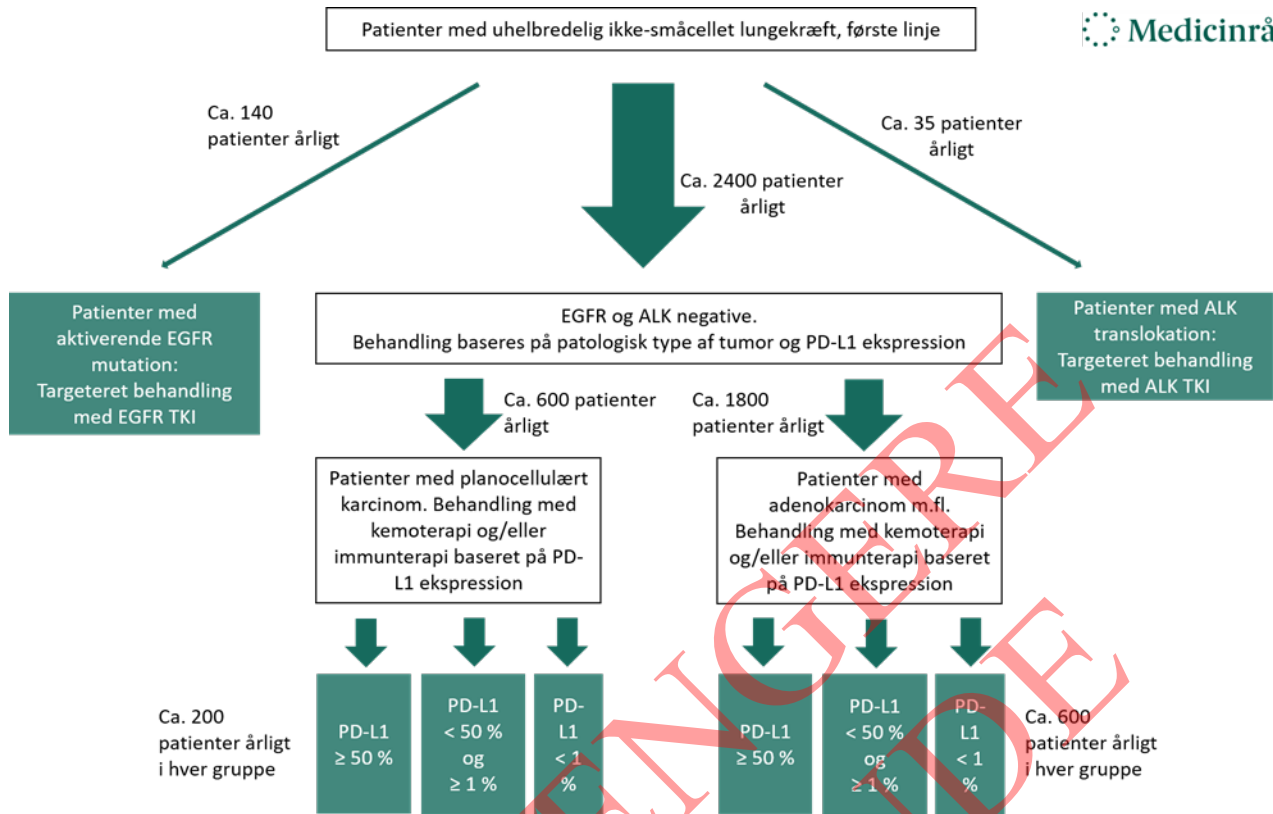 Patienter med uhelbredelig ikke-småcellet lungekræft, første linje
Medicinrå
Ca. 140
patienter årligt
Ca. 2400 patienter
årligt
Ca. 35 patienter
årligt
Patienter med
aktiverende EGFR
mutation:
Targeteret behandling
med EGFR TKI
EGFR og ALK negative.
Behandling baseres på patologisk type af tumor og PD-L1 ekspression
Patienter med ALK
translokation:
Targeteret behandling
med ALK TKI
Ca. 600 patienter
årligt
Ca. 1800
patienter årligt
Patienter med planocellulært
karcinom. Behandling med
kemoterapi og/eller
immunterapi baseret på PD-
L1 ekspression
Patienter med
adenokarcinom m.fl.
Behandling med kemoterapi
og/eller immunterapi baseret
på PD-L1 ekspression
Ca. 200
patienter årligt
i hver gruppe
PD-L1
≥ 50 %
PD-L1
< 50 %
og
≥ 1 %
PD-
L1
< 1
%
PD-L1
≥ 50 %
PD-L1
< 50 %
og
≥ 1 %
PD-
L1
< 1
%
Ca. 600
patienter årligt
i hver gruppe
ENGERE
DE